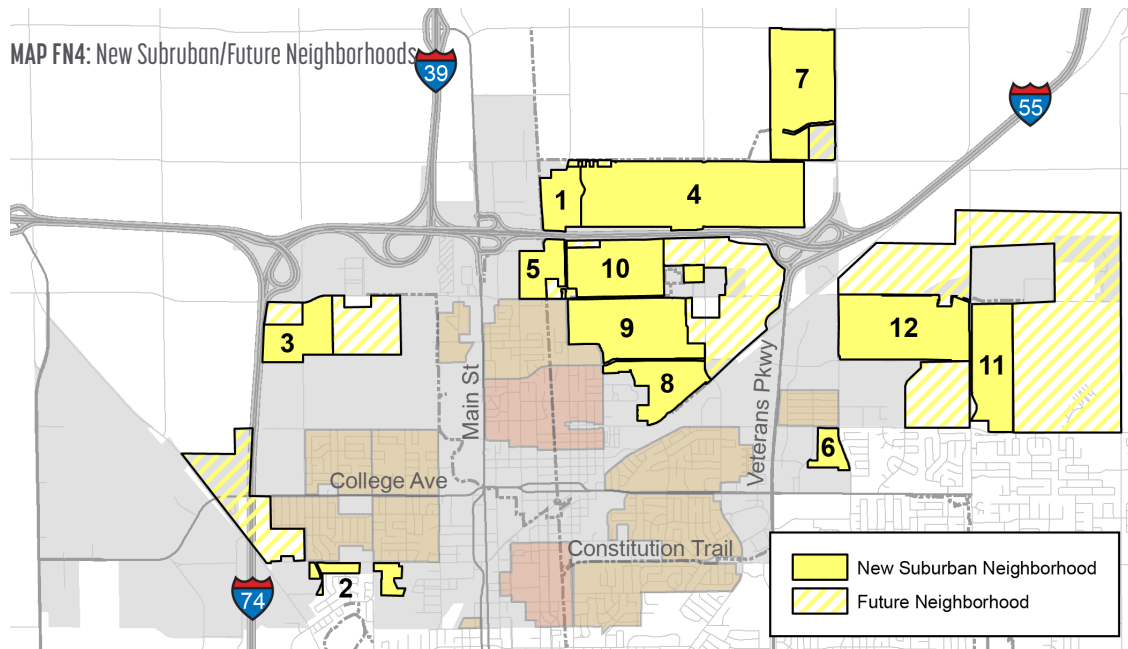 MAP FN4: New Subruban/Future Neighborhoods
39
7
55
1
4
5
10
3
9
12
11
8
Main St
Veterans Pkwy
6
College Ave
Constitution Trail
2
74
New Suburban Neighborhood
Future Neighborhood